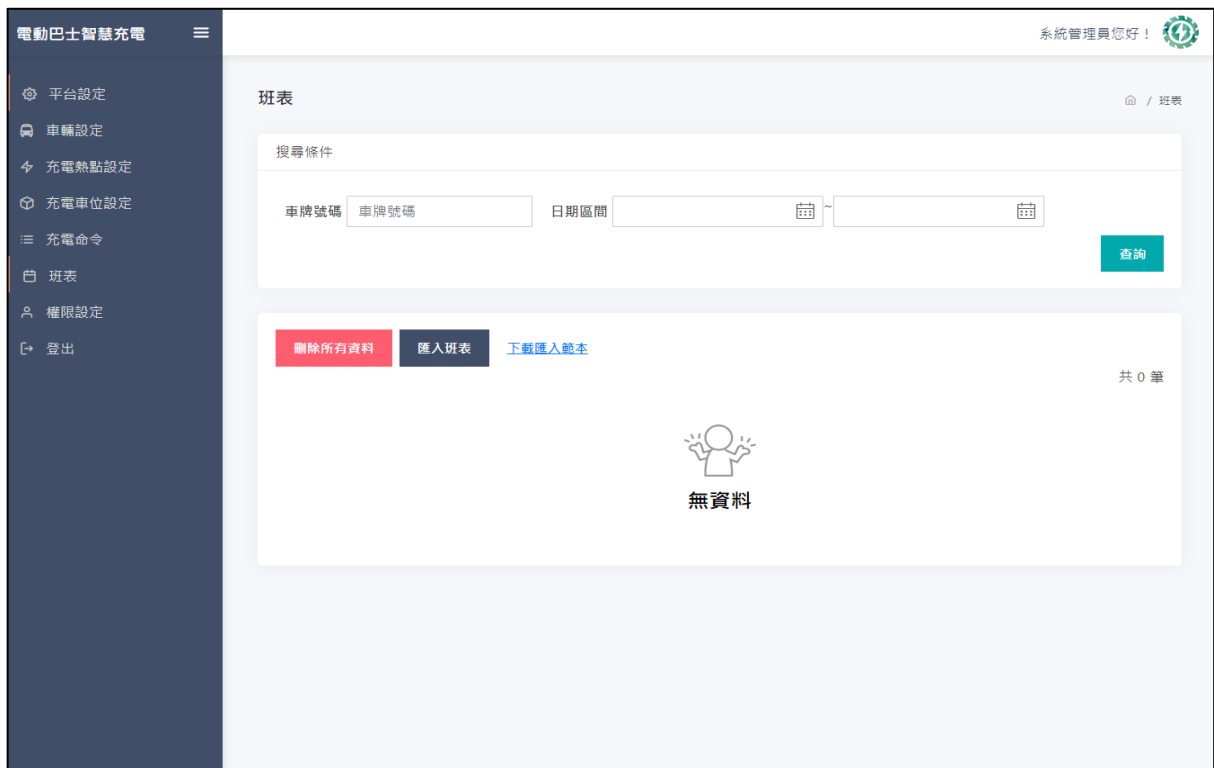 電動巴士智慧充電
系統管理員您好！
平台設定
車輛設定
充電熱點設定
充電車位設定
充電命令
班表
權限設定
登出
班表
/ 班表
搜尋條件
車牌號碼 車牌號碼 日期區間 ~
查詢
刪除所有資料 匯入班表 下載匯入範本
共 0 筆
無資料